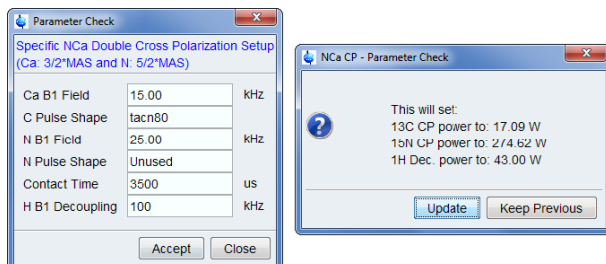 Parameter Check
Specific NCa Double Cross Polarization Setup
(Ca: 3/2*MAS and N: 5/2*MAS)
Ca B1 Field 15.00 kHz
C Pulse Shape tacn80
N B1 Field 25.00 kHz
N Pulse Shape Unused
Contact Time 3500 us
H B1 Decoupling 100 kHz
Accept Close
NCa CP - Parameter Check
This will set:
13C CP power to: 17.09 W
15N CP power to: 274.62 W
1H Dec. power to: 43.00 W
Update Keep Previous